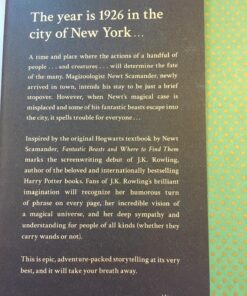 The year is 1926 in the
city of New York...
A time and place where the actions of a handful of
people . . . and creatures . . . will determine the fate
of the many. Magizoologist Newt Scamander, newly
arrived in town, intends his stay to be just a brief
stopover. However, when Newt's magical case is
misplaced and some of his fantastic beasts escape into
the city, it spells trouble for everyone . . .
Inspired by the original Hogwarts textbook by Newt
Scamander, Fantastic Beasts and Where to Find Them
marks the screenwriting debut of J.K. Rowling,
author of the beloved and internationally bestselling
Harry Potter books. Fans of J.K. Rowling's brilliant
imagination will recognize her humorous turn
of phrase on every page, her incredible vision of
a magical universe, and her deep sympathy and
understanding for people of all kinds (whether they
carry wands or not).
This is epic, adventure-packed storytelling at its very
best, and it will take your breath away.